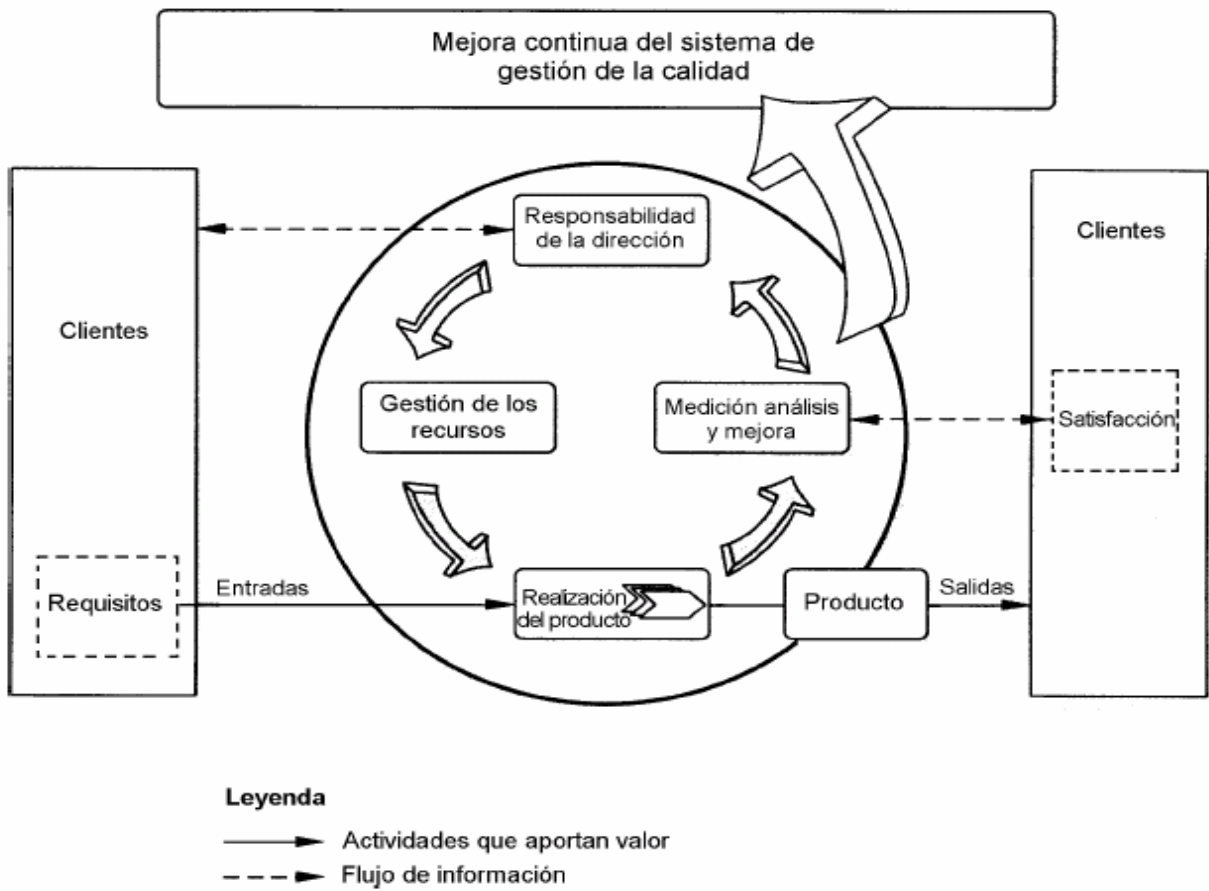 Mejora continua del sistema de
gestión de la calidad
Responsabilidad
de la dirección
Clientes
Clientes
Gestión de los
recursos
Medición análisis
y mejora
Satisfacción
Requisitos
Entradas
Realización
del producto
Producto
Salidas
Leyenda
Actividades que aportan valor
Flujo de información